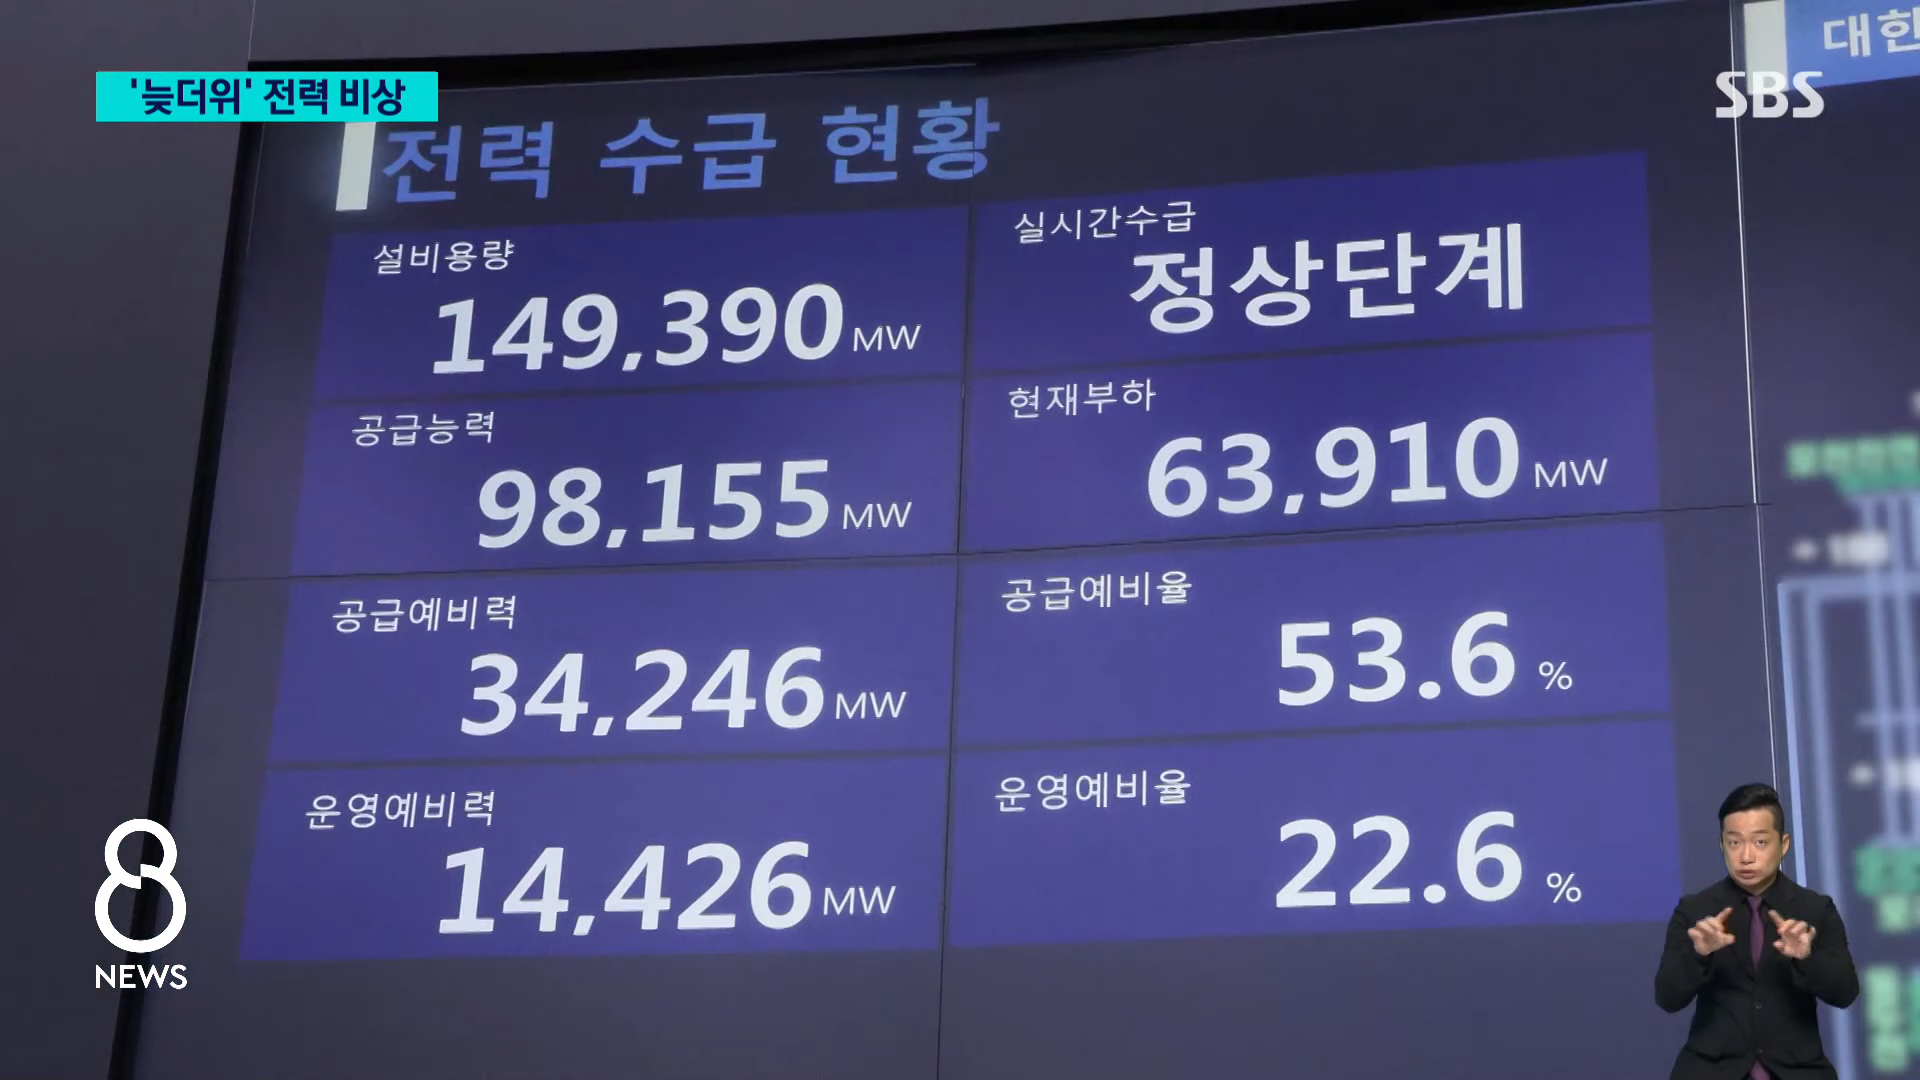 '늦더위' 전력 비상
SBS
대한
전력 수급 현황
설비용량
149,390 MW
실시간수급
정상단계
공급능력
98,155 MW
현재부하
63,910 MW
공급예비력
34,246 MW
공급예비율
53.6 %
운영예비력
14,426 MW
운영예비율
22.6 %
8
NEWS